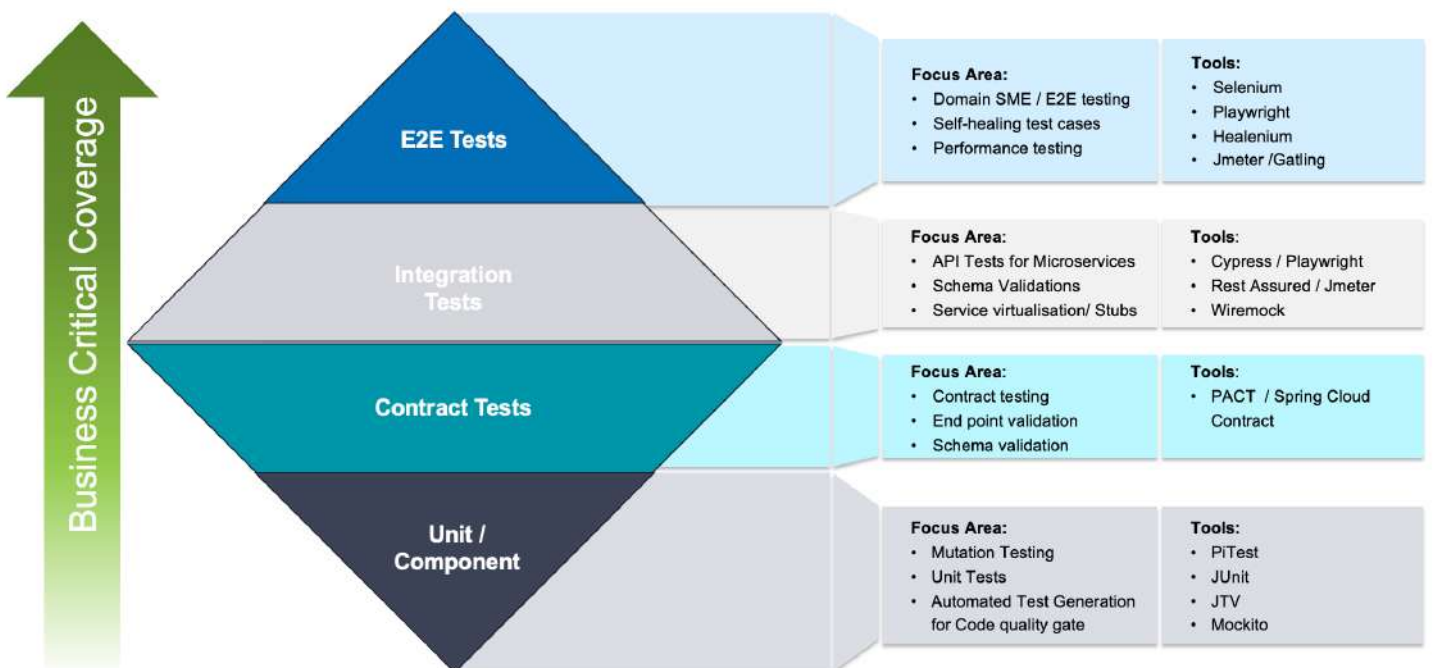 Business Critical Coverage
E2E Tests
Focus Area:
• Domain SME / E2E testing
• Self-healing test cases
• Performance testing
Tools:
• Selenium
• Playwright
• Healenium
• Jmeter /Gatling
Integration
Tests
Focus Area:
• API Tests for Microservices
• Schema Validations
• Service virtualisation/ Stubs
Tools:
• Cypress / Playwright
• Rest Assured / Jmeter
• Wiremock
Contract Tests
Focus Area:
• Contract testing
• End point validation
• Schema validation
Tools:
• PACT / Spring Cloud
Contract
Unit /
Component
Focus Area:
• Mutation Testing
• Unit Tests
• Automated Test Generation
for Code quality gate
Tools:
• PiTest
• JUnit
• JTV
• Mockito